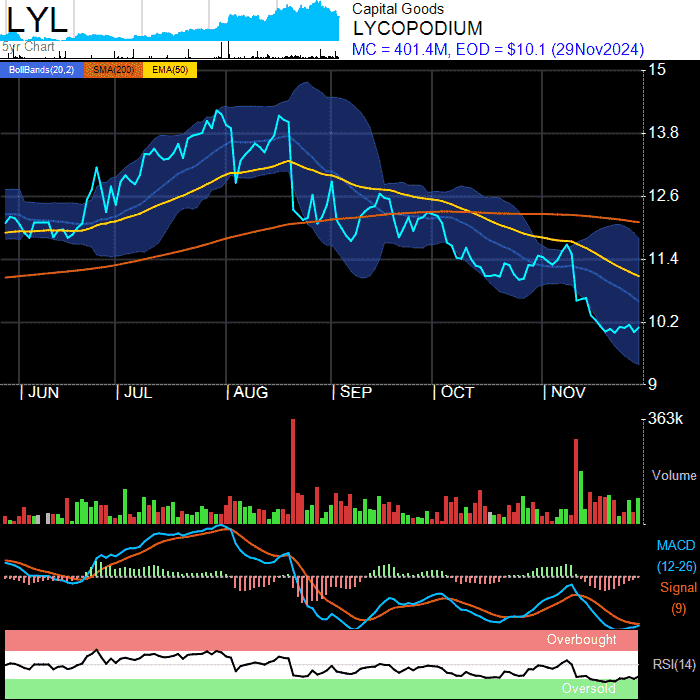 LYL
5yr Chart
Capital Goods
LYCOPODIUM
MC = 401.4M, EOD = $10.1 (29Nov2024)
BollBands(20,2) SMA(200) EMA(50)
15
13.8
12.6
11.4
10.2
9
JUN JUL AUG SEP OCT NOV
363k
Volume
MACD
(12-26)
Signal
(9)
Overbought
RSI(14)
Oversold